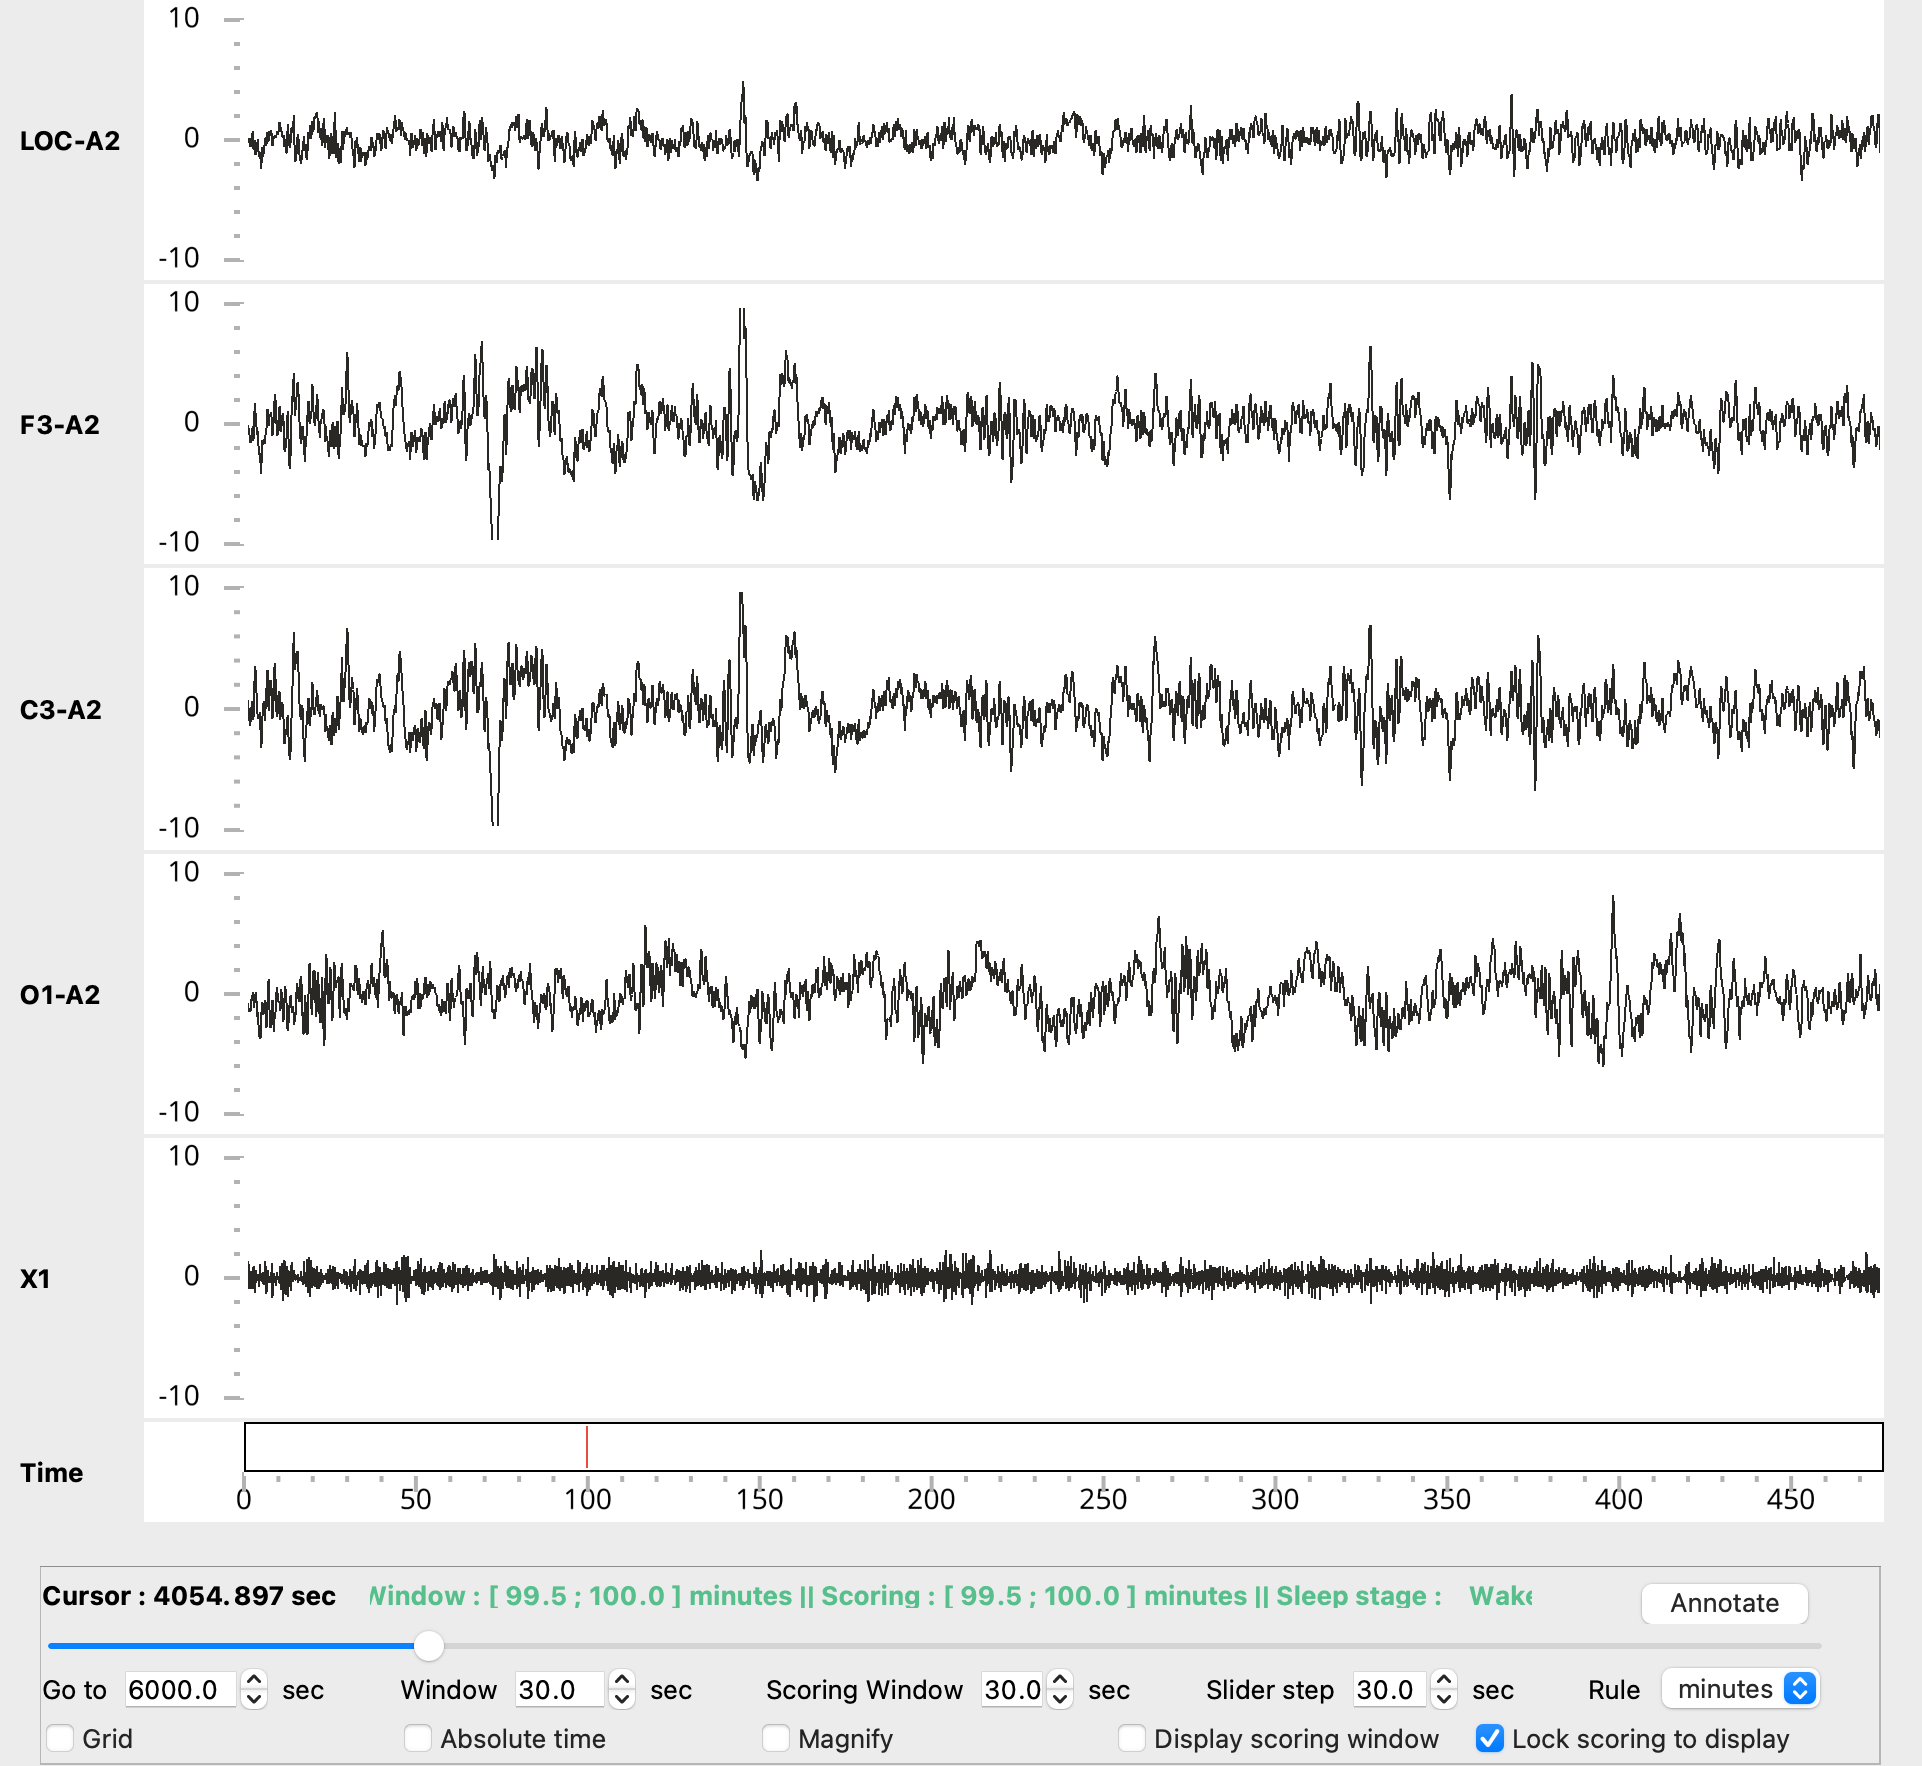 10
LOC-A2
0
-10
10
F3-A2
0
-10
10
C3-A2
0
-10
10
O1-A2
0
-10
10
X1
0
-10
Time
0 50 100 150 200 250 300 350 400 450
Cursor : 4054.897 sec Window : [ 99.5 ; 100.0 ] minutes || Scoring : [ 99.5 ; 100.0 ] minutes || Sleep stage : Wake Annotate
Go to 6000.0 sec Window 30.0 sec Scoring Window 30.0 sec Slider step 30.0 sec Rule minutes
Grid Absolute time Magnify Display scoring window Lock scoring to display